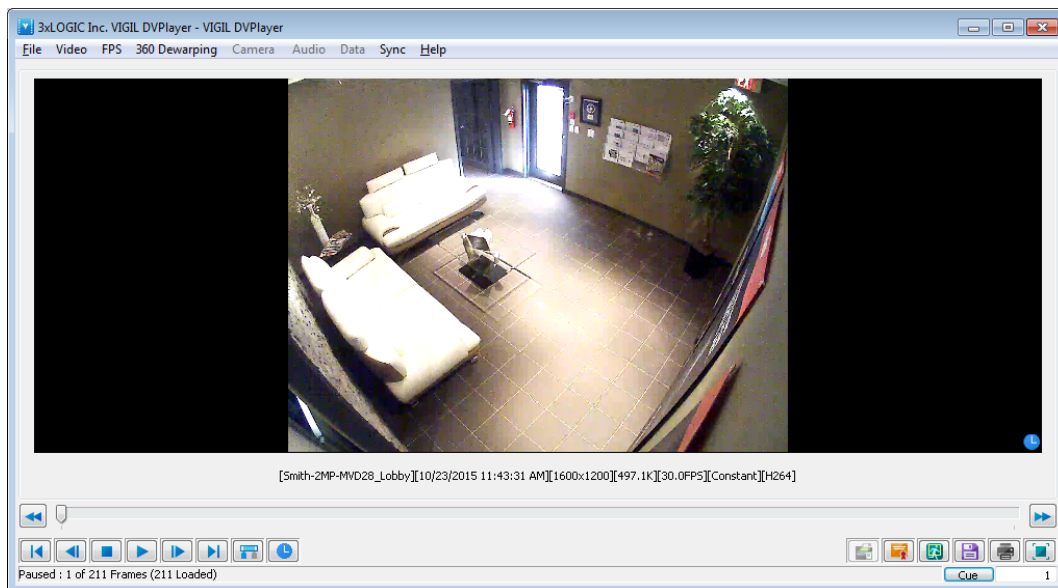 3xLOGIC Inc. VIGIL DVPlayer - VIGIL DVPlayer
File Video FPS 360 Dewarping Camera Audio Data Sync Help
[Smith-2MP-MVD28_Lobby][10/23/2015 11:43:31 AM][1600x1200][497.1K][30.0FPS][Constant][H264]
Paused : 1 of 211 Frames (211 Loaded) Cue 1